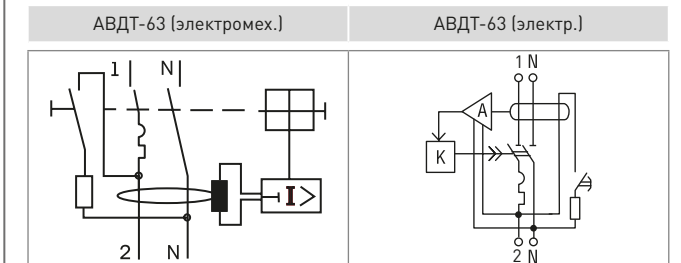 АВДТ-63 (электромех.) АВДТ-63 (электр.)
1 N
1 N
A
K
I >
2 N
2 N